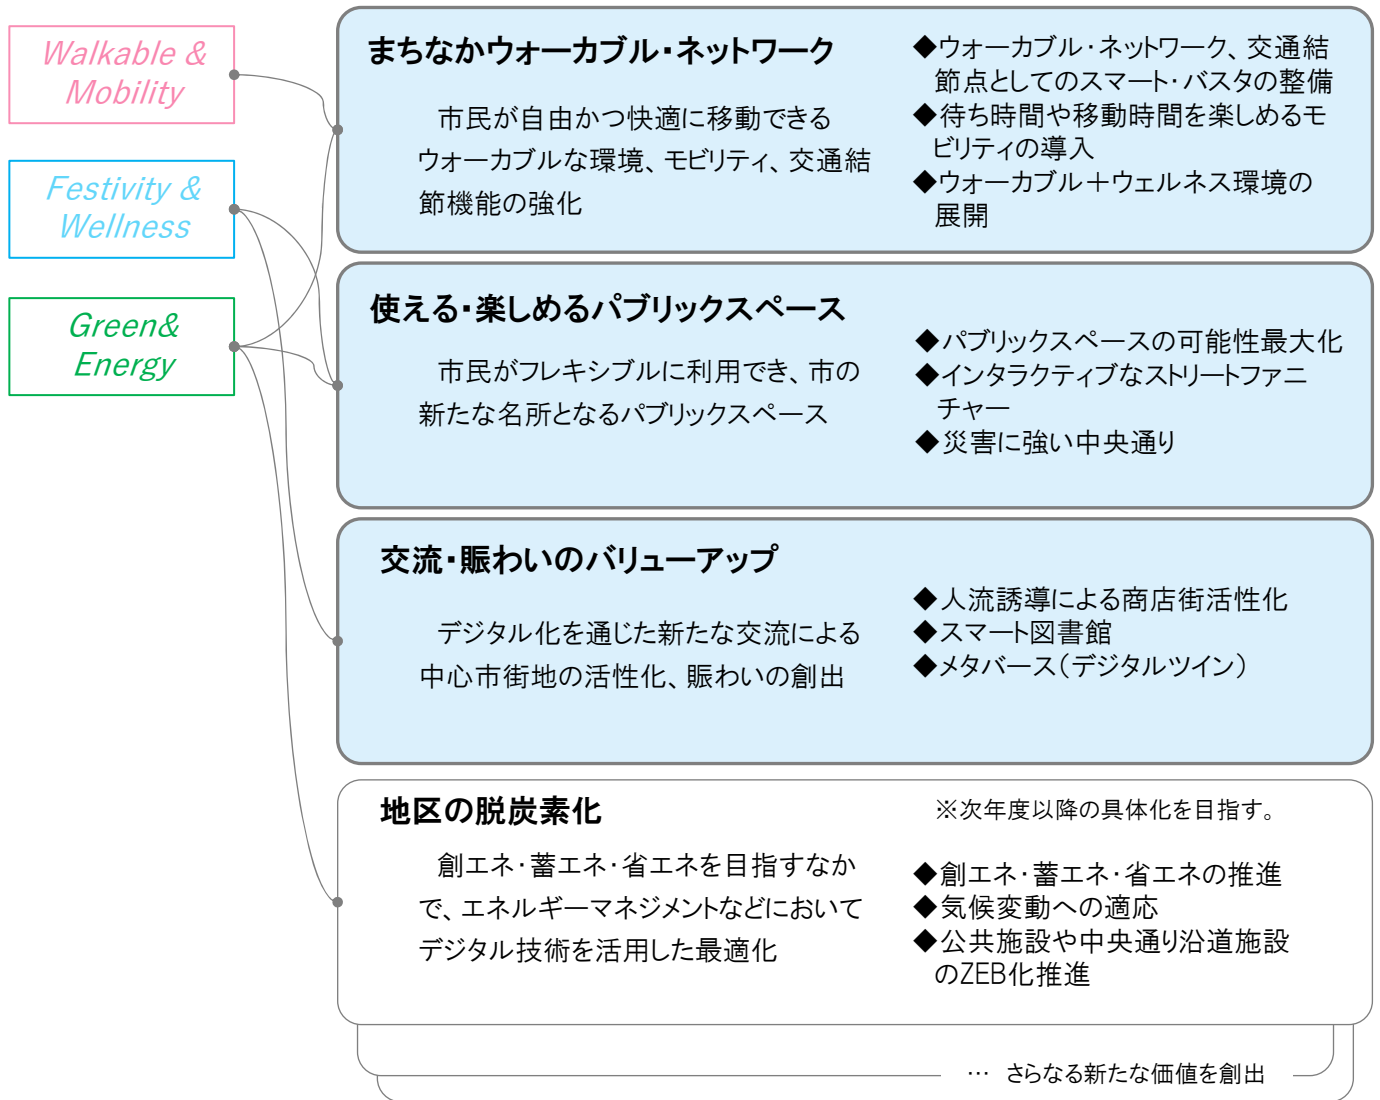 Walkable &
Mobility
Festivity &
Wellness
Green&
Energy
まちなかウォーカブル・ネットワーク
市民が自由かつ快適に移動できる
ウォーカブルな環境、モビリティ、交通結
節機能の強化
◆ウォーカブル・ネットワーク、交通結
節点としてのスマート・バスタの整備
◆待ち時間や移動時間を楽しめるモ
ビリティの導入
◆ウォーカブル＋ウェルネス環境の
展開
使える・楽しめるパブリックスペース
市民がフレキシブルに利用でき、市の
新たな名所となるパブリックスペース
◆パブリックスペースの可能性最大化
◆インタラクティブなストリートファニ
チャー
◆災害に強い中央通り
交流・賑わいのバリューアップ
デジタル化を通じた新たな交流による
中心市街地の活性化、賑わいの創出
◆人流誘導による商店街活性化
◆スマート図書館
◆メタバース（デジタルツイン）
地区の脱炭素化
※次年度以降の具体化を目指す。
創エネ・蓄エネ・省エネを目指すなか
で、エネルギーマネジメントなどにおいて
デジタル技術を活用した最適化
◆創エネ・蓄エネ・省エネの推進
◆気候変動への適応
◆公共施設や中央通り沿道施設
のZEB化推進
… さらなる新たな価値を創出